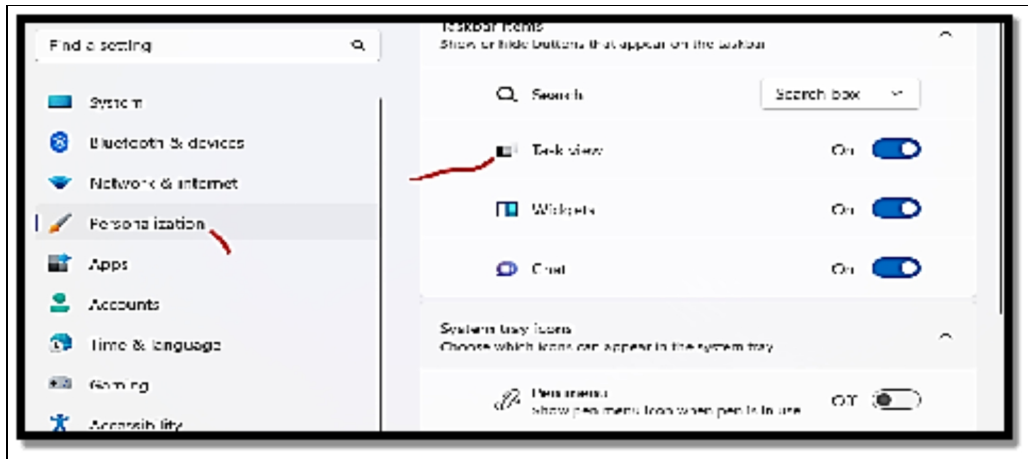 Find a setting
System
Bluetooth & devices
Network & internet
Personalization
Apps
Accounts
Time & language
Gaming
Accessibility
Taskbar items
Show or hide buttons that appear on the taskbar
Search
Search box
Task view
On
Widgets
On
Chat
On
System tray icons
Choose which icons can appear in the system tray
Pen menu
Show pen menu icon when pen is in use
Off